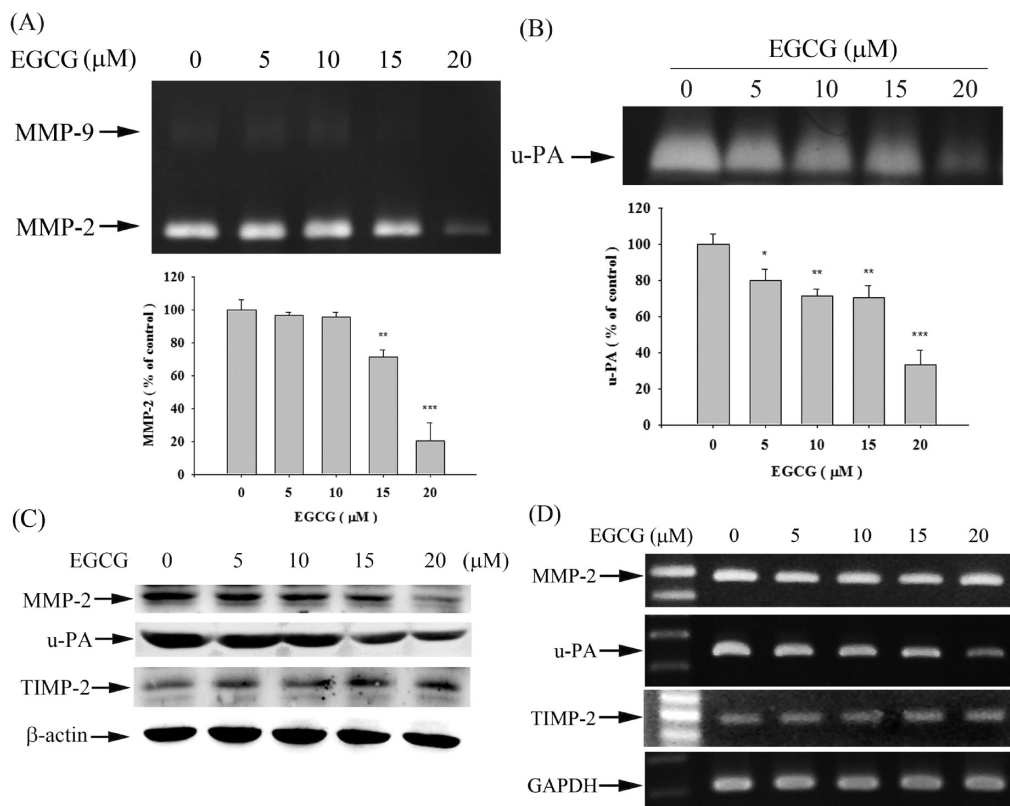 (A)
EGCG (μM)
0 5 10 15 20
MMP-9
MMP-2
120
100
80
60
40
20
0
MMP-2 ( % of control )
**
***
0 5 10 15 20
EGCG ( μM )
(B)
EGCG (μM)
0 5 10 15 20
u-PA
120
100
80
60
40
20
0
u-PA ( % of control )
*
**
**
***
0 5 10 15 20
EGCG ( μM )
(C)
EGCG 0 5 10 15 20 (μM)
MMP-2
u-PA
TIMP-2
β-actin
(D)
EGCG (μM) 0 5 10 15 20
MMP-2
u-PA
TIMP-2
GAPDH